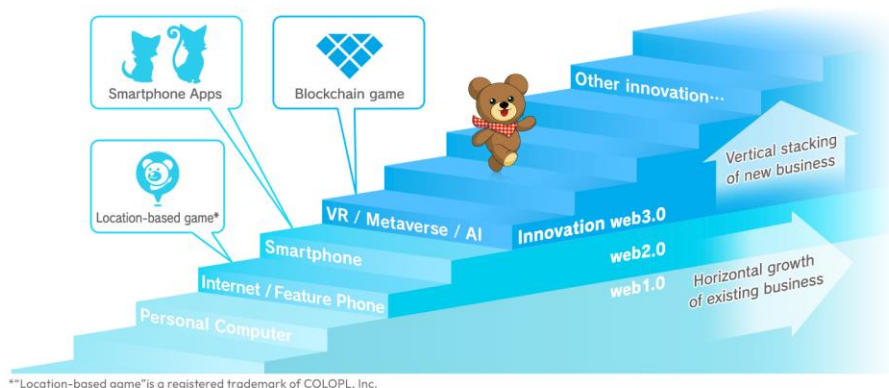 Smartphone Apps
Blockchain game
Other innovation…
Vertical stacking
of new business
Location-based game*
VR / Metaverse / AI
Innovation web3.0
Smartphone
web2.0
Internet / Feature Phone
web1.0
Horizontal growth
of existing business
Personal Computer
*"Location-based game"is a registered trademark of COLOPL, Inc.